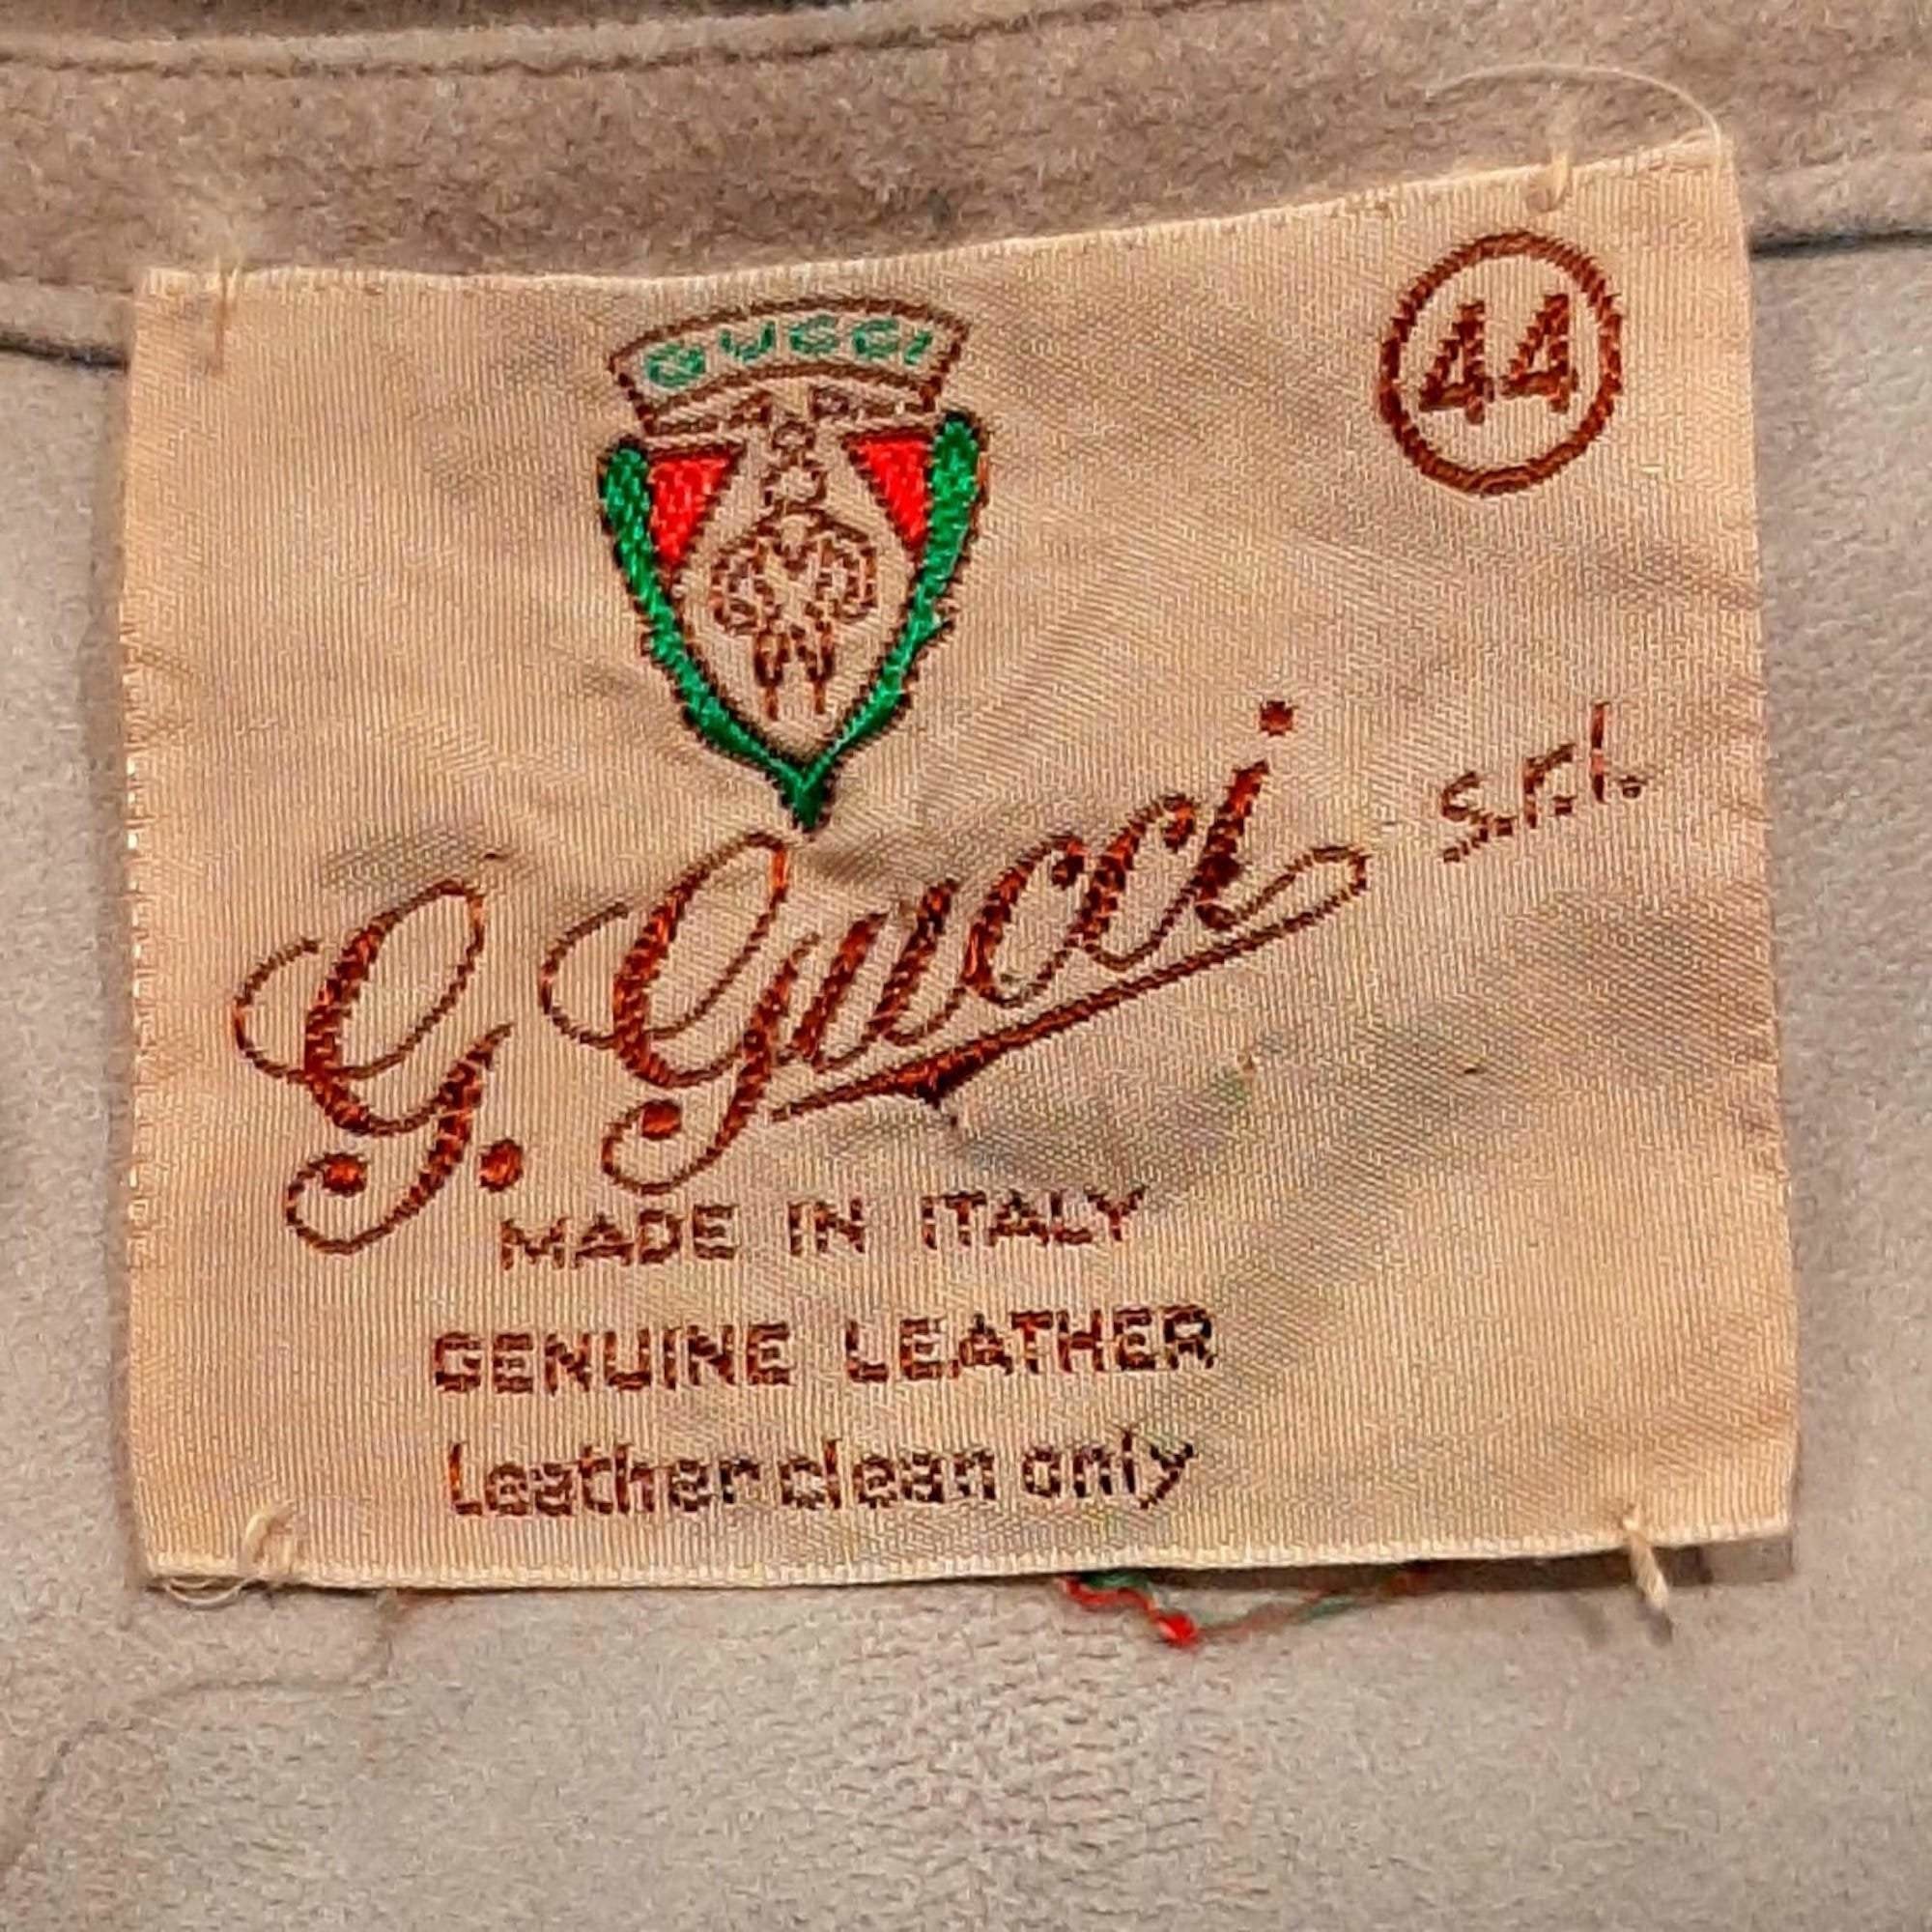 GUCCI
44
G. Gucci s.r.l.
MADE IN ITALY
GENUINE LEATHER
Leather clean only